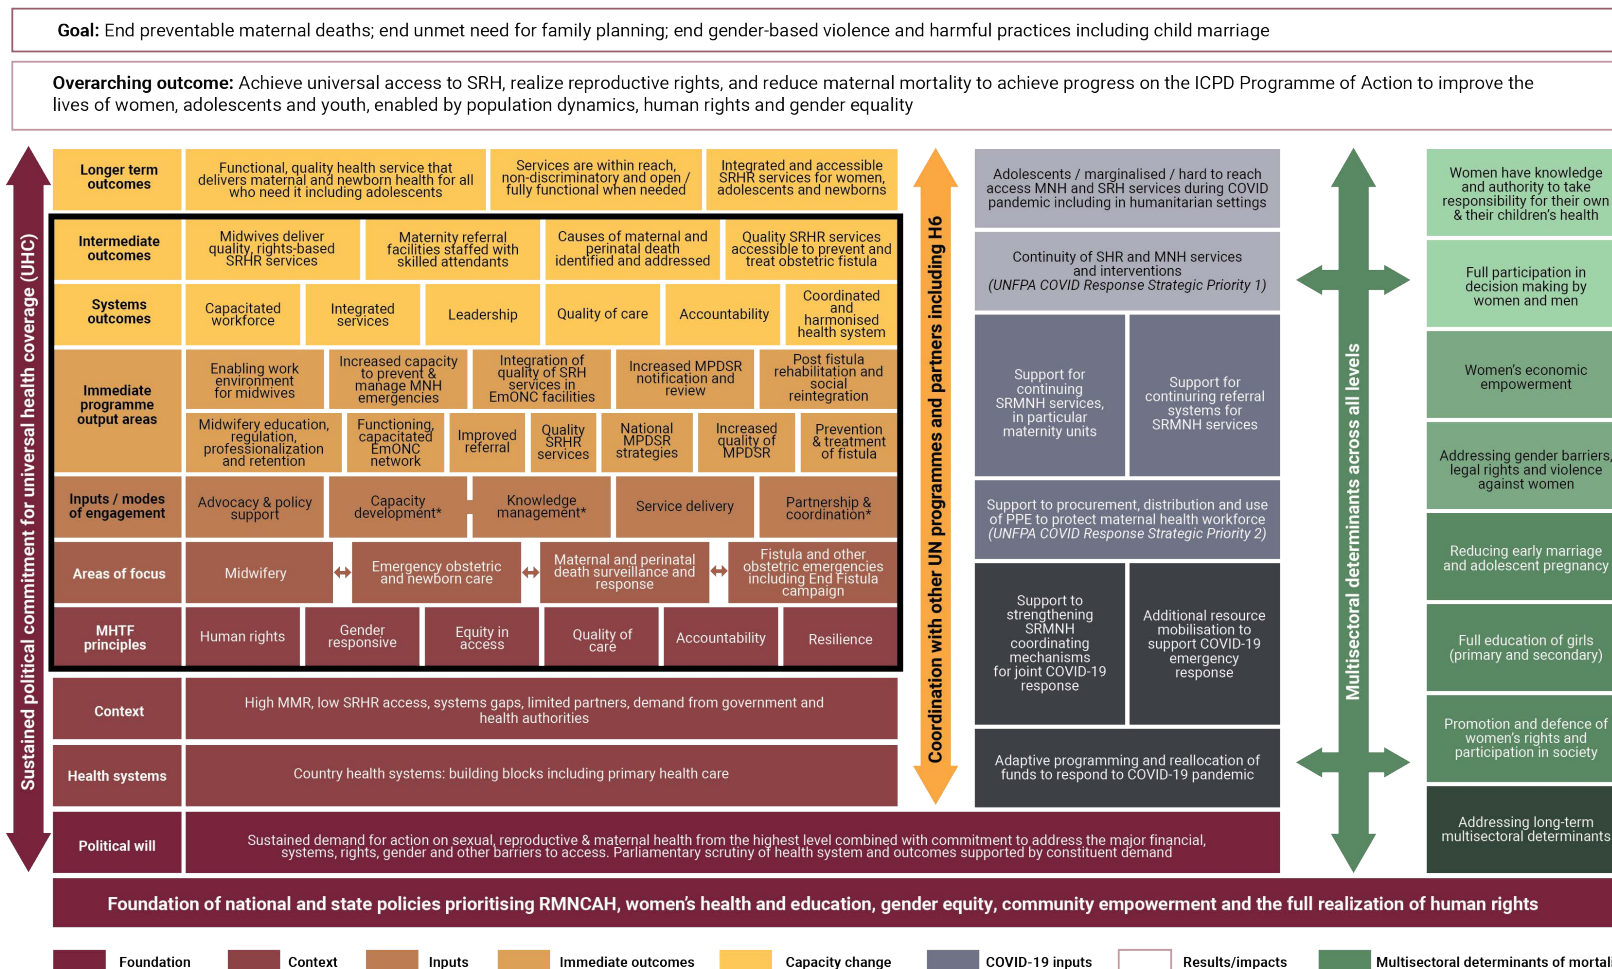 Goal: End preventable maternal deaths; end unmet need for family planning; end gender-based violence and harmful practices including child marriage
Overarching outcome: Achieve universal access to SRH, realize reproductive rights, and reduce maternal mortality to achieve progress on the ICPD Programme of Action to improve the
lives of women, adolescents and youth, enabled by population dynamics, human rights and gender equality
Sustained political commitment for universal health coverage (UHC)
Longer term
outcomes
Functional, quality health service that
delivers maternal and newborn health for all
who need it including adolescents
Services are within reach,
non-discriminatory and open /
fully functional when needed
Integrated and accessible
SRHR services for women,
adolescents and newborns
Intermediate
outcomes
Midwives deliver
quality, rights-based
SRHR services
Maternity referral
facilities staffed with
skilled attendants
Causes of maternal and
perinatal death
identified and addressed
Quality SRHR services
accessible to prevent and
treat obstetric fistula
Systems
outcomes
Capacitated
workforce
Integrated
services
Leadership
Quality of care
Accountability
Coordinated
and
harmonised
health system
Immediate
programme
output areas
Enabling work
environment
for midwives
Increased capacity
to prevent &
manage MNH
emergencies
Integration of
quality of SRH
services in
EmONC facilities
Increased MPDSR
notification and
review
Post fistula
rehabilitation and
social
reintegration
Midwifery education,
regulation,
professionalization
and retention
Functioning,
capacitated
EmONC
network
Improved
referral
Quality
SRHR
services
National
MPDSR
strategies
Increased
quality of
MPDSR
Prevention
& treatment
of fistula
Inputs / modes
of engagement
Advocacy & policy
support
Capacity
development*
Knowledge
management*
Service delivery
Partnership &
coordination*
Areas of focus
Midwifery
Emergency obstetric
and newborn care
Maternal and perinatal
death surveillance and
response
Fistula and other
obstetric emergencies
including End Fistula
campaign
MHTF
principles
Human rights
Gender
responsive
Equity in
access
Quality of
care
Accountability
Resilience
Context
High MMR, low SRHR access, systems gaps, limited partners, demand from government and
health authorities
Health systems
Country health systems: building blocks including primary health care
Political will
Sustained demand for action on sexual, reproductive & maternal health from the highest level combined with commitment to address the major financial,
systems, rights, gender and other barriers to access. Parliamentary scrutiny of health system and outcomes supported by constituent demand
Coordination with other UN programmes and partners including H6
Adolescents / marginalised / hard to reach
access MNH and SRH services during COVID
pandemic including in humanitarian settings
Continuity of SHR and MNH services
and interventions
(UNFPA COVID Response Strategic Priority 1)
Support for
continuing
SRMNH services,
in particular
maternity units
Support for
continuing referral
systems for
SRMNH services
Support to procurement, distribution and use
of PPE to protect maternal health workforce
(UNFPA COVID Response Strategic Priority 2)
Support to
strengthening
SRMNH
coordinating
mechanisms
for joint COVID-19
response
Additional resource
mobilisation to
support COVID-19
emergency
response
Adaptive programming and reallocation of
funds to respond to COVID-19 pandemic
Multisectoral determinants across all levels
Women have knowledge
and authority to take
responsibility for their own
& their children's health
Full participation in
decision making by
women and men
Women's economic
empowerment
Addressing gender barriers,
legal rights and violence
against women
Reducing early marriage
and adolescent pregnancy
Full education of girls
(primary and secondary)
Promotion and defence of
women's rights and
participation in society
Addressing long-term
multisectoral determinants
Foundation of national and state policies prioritising RMNCAH, women's health and education, gender equity, community empowerment and the full realization of human rights
Foundation
Context
Inputs
Immediate outcomes
Capacity change
COVID-19 inputs
Results/impacts
Multisectoral determinants of